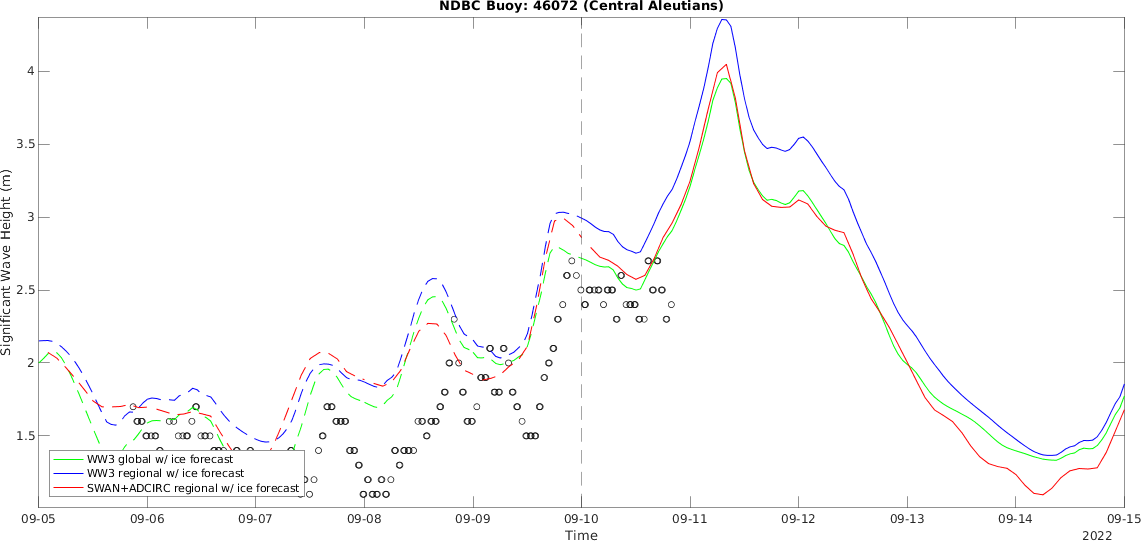 NDBC Buoy: 46072 (Central Aleutians)
Significant Wave Height (m)
4
3.5
3
2.5
2
1.5
1
WW3 global w/ ice forecast
WW3 regional w/ ice forecast
SWAN+ADCIRC regional w/ ice forecast
09-05 09-06 09-07 09-08 09-09 09-10 09-11 09-12 09-13 09-14 09-15
Time 2022